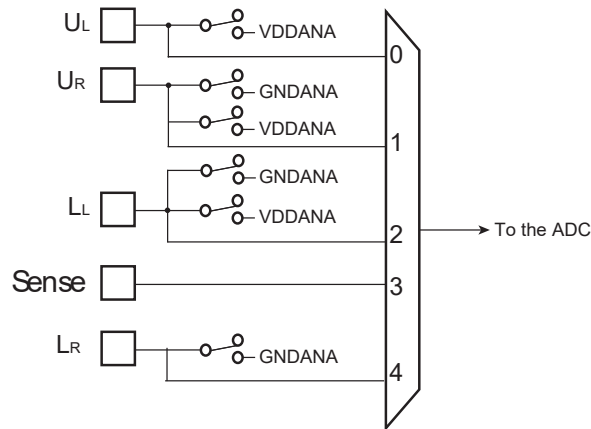 UL
VDDANA
0
UR
GNDANA
VDDANA
1
GNDANA
LL
VDDANA
2
To the ADC
Sense
3
LR
GNDANA
4